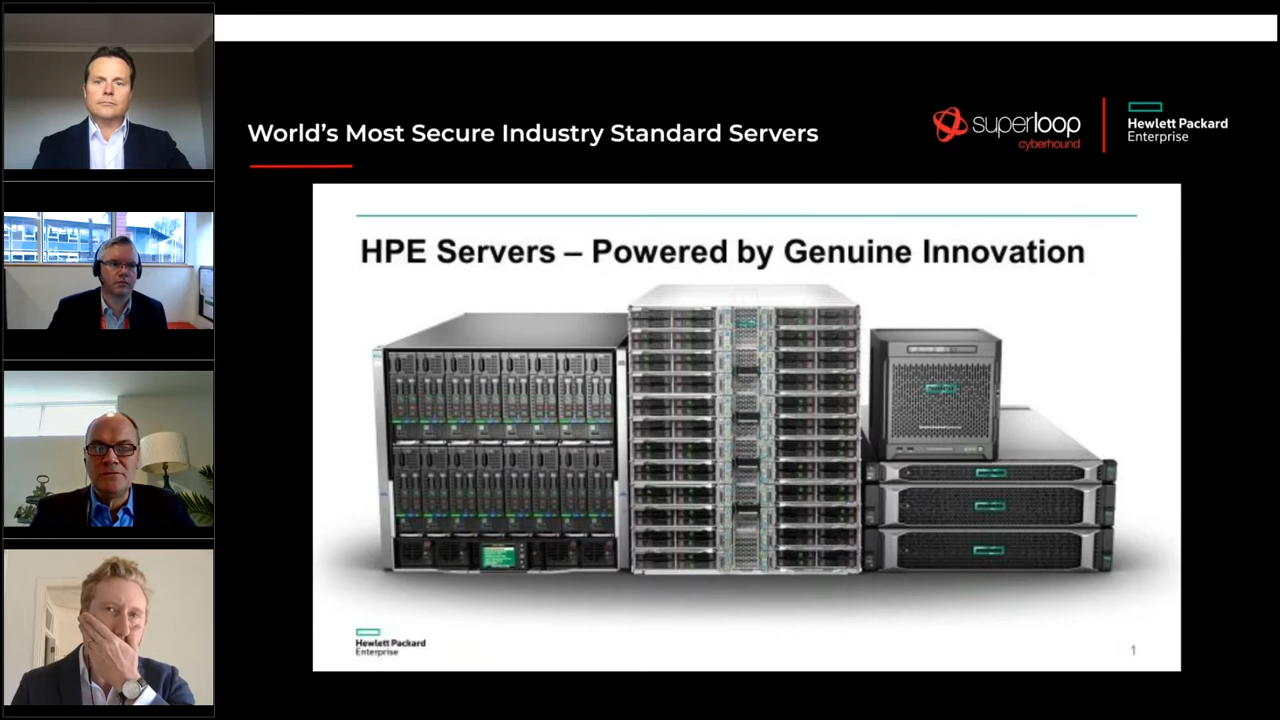 World's Most Secure Industry Standard Servers
superloop
cyberhound
Hewlett Packard
Enterprise
HPE Servers – Powered by Genuine Innovation
Hewlett Packard
Enterprise
1